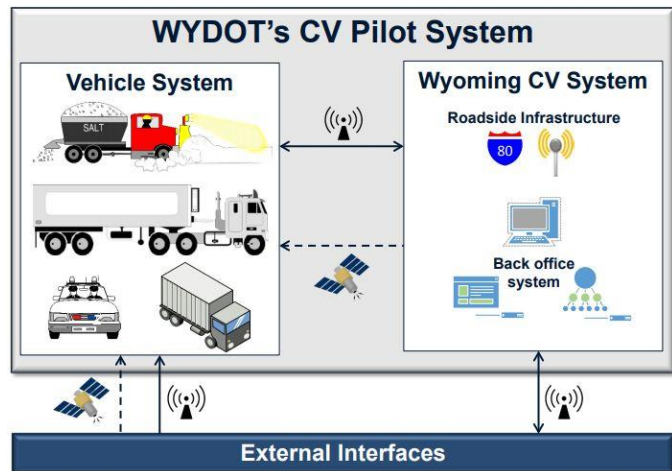 WYDOT's CV Pilot System
Vehicle System
SALT
Wyoming CV System
Roadside Infrastructure
80
Back office
system
External Interfaces